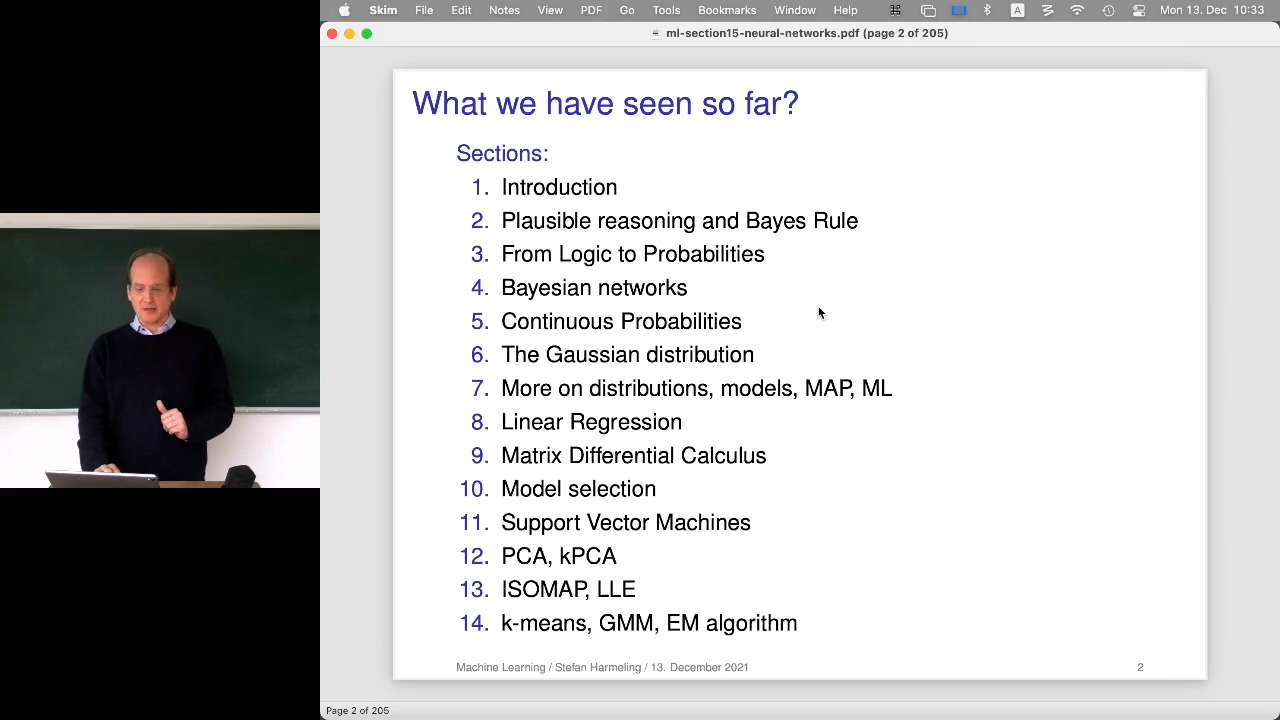 Skim File Edit Notes View PDF Go Tools Bookmarks Window Help A Mon 13. Dec 10:33
ml-section15-neural-networks.pdf (page 2 of 205)
What we have seen so far?
Sections:
1. Introduction
2. Plausible reasoning and Bayes Rule
3. From Logic to Probabilities
4. Bayesian networks
5. Continuous Probabilities
6. The Gaussian distribution
7. More on distributions, models, MAP, ML
8. Linear Regression
9. Matrix Differential Calculus
10. Model selection
11. Support Vector Machines
12. PCA, kPCA
13. ISOMAP, LLE
14. k-means, GMM, EM algorithm
Machine Learning / Stefan Harmeling / 13. December 2021 2
Page 2 of 205